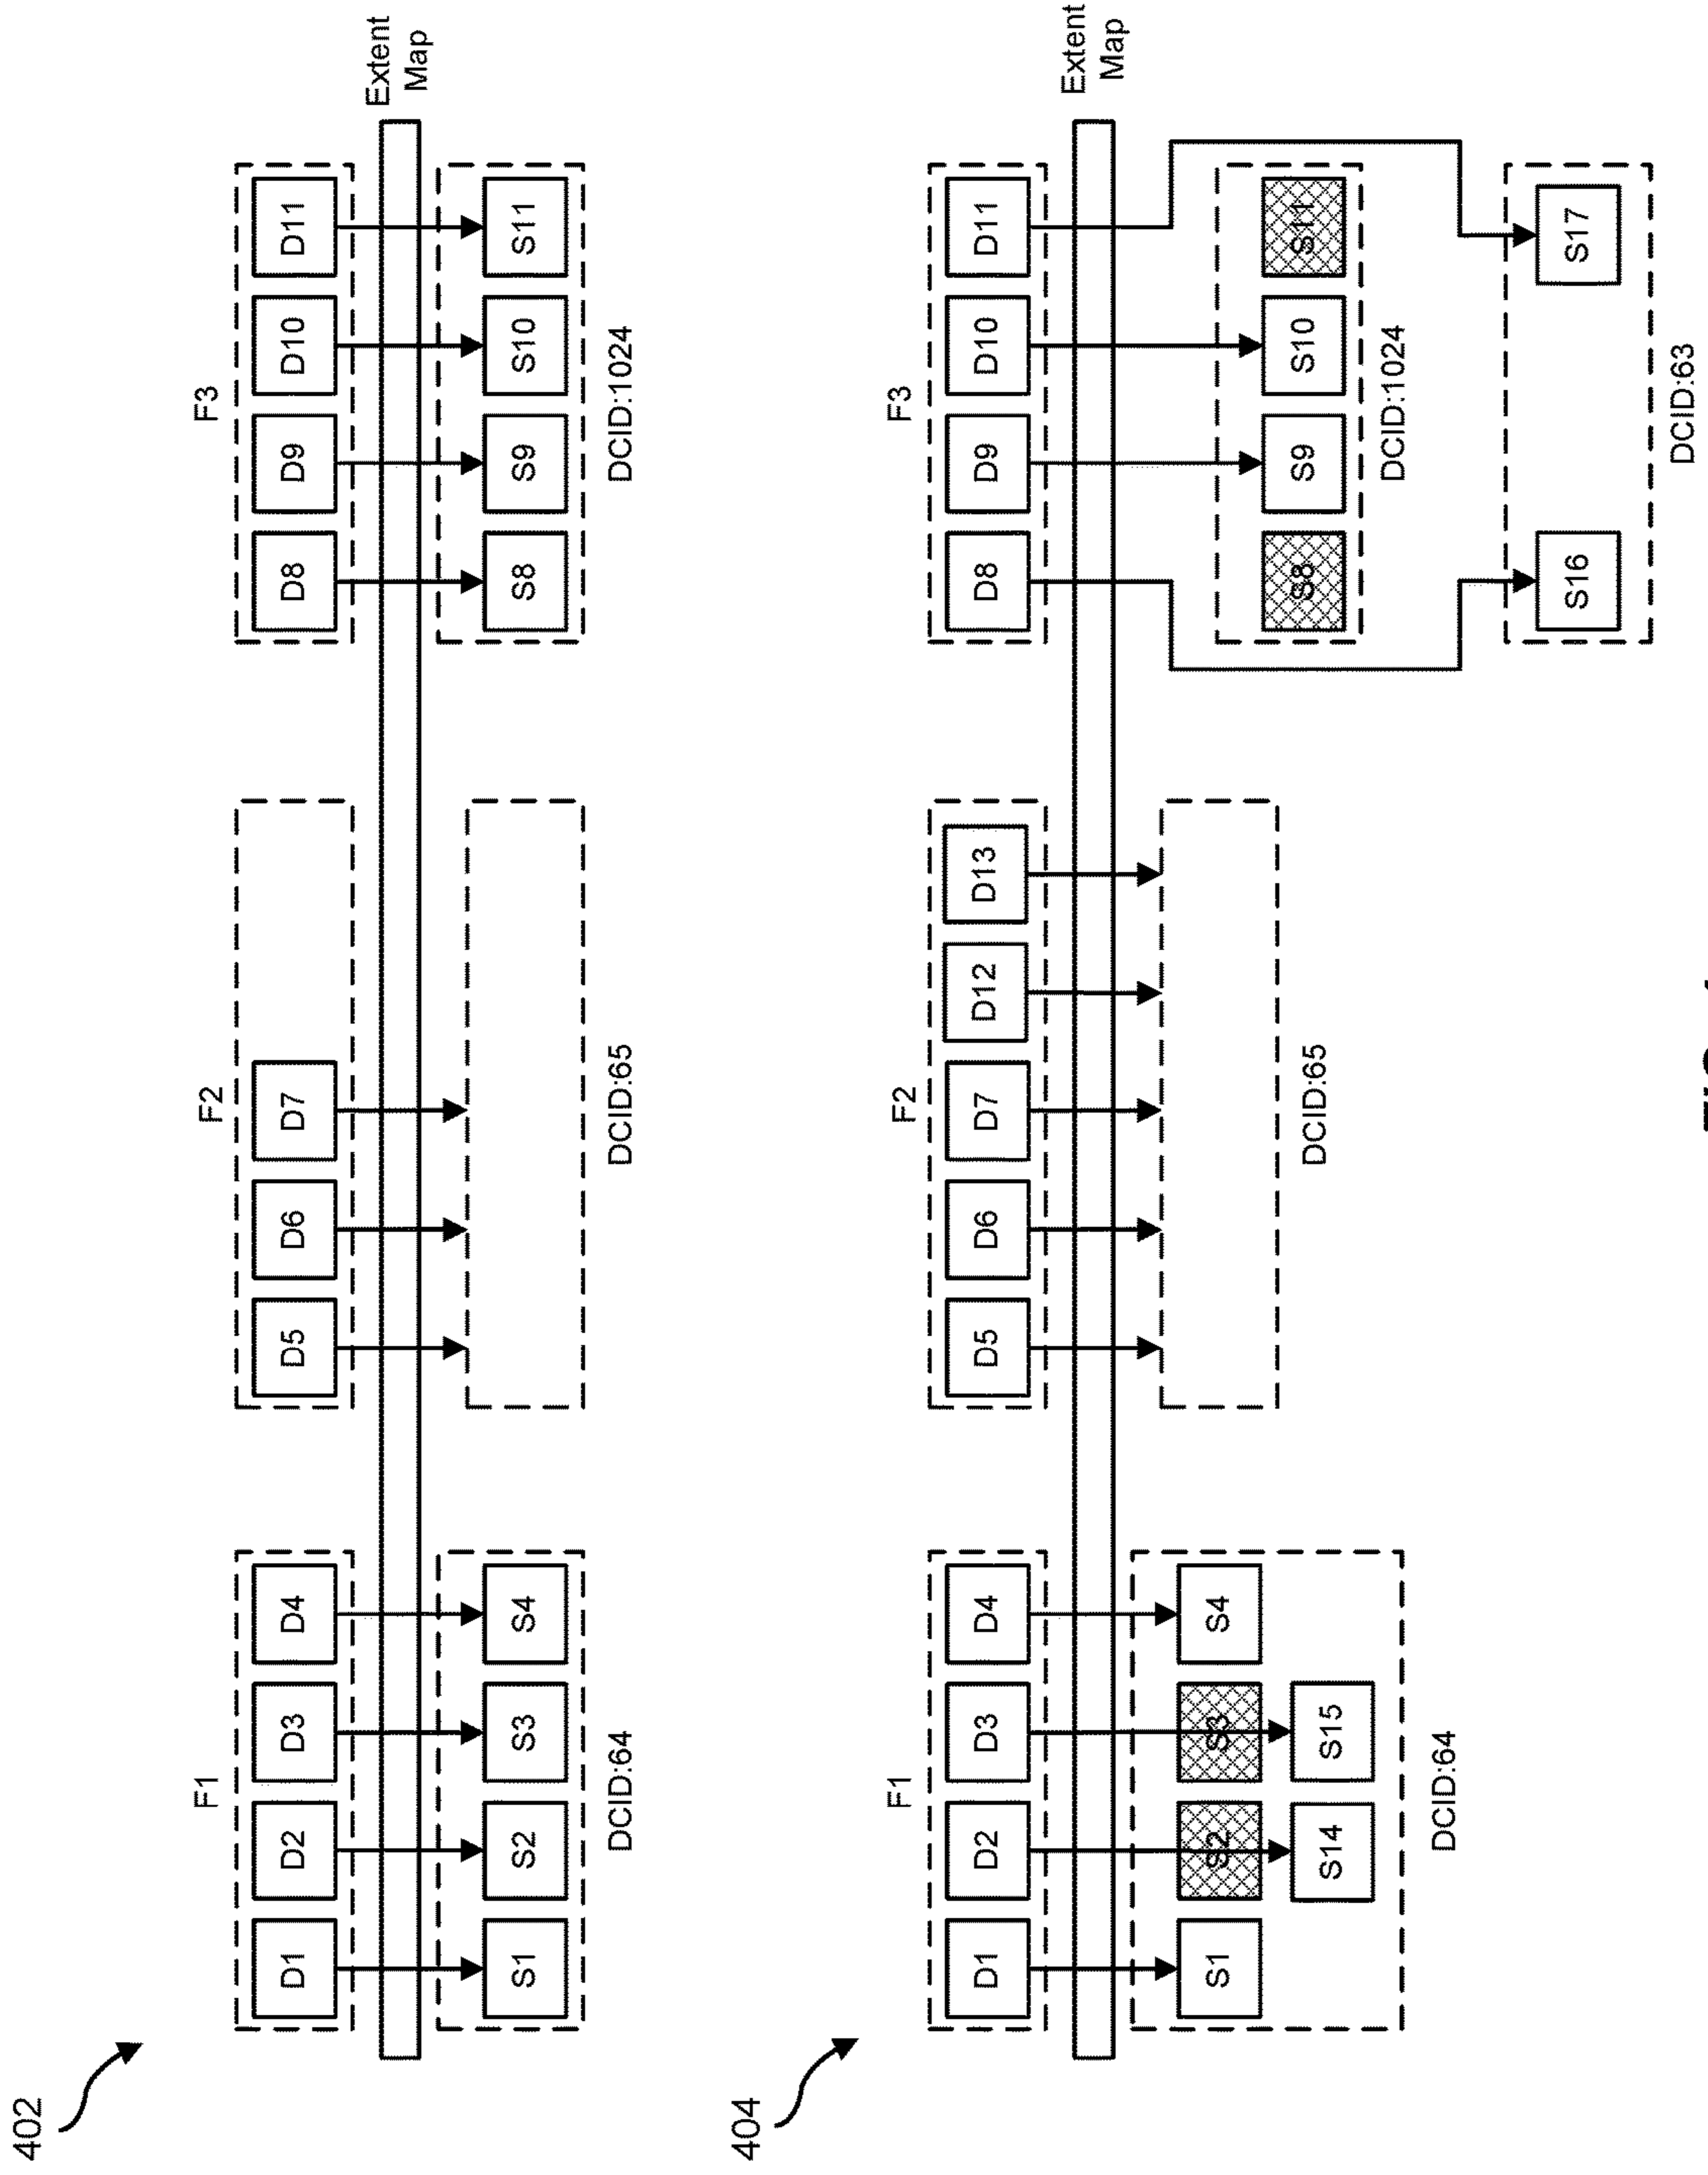 402
F1
F2
F3
D1 D2 D3 D4
D5 D6 D7
D8 D9 D10 D11
Extent
Map
S1 S2 S3 S4
S8 S9 S10 S11
DCID:64
DCID:65
DCID:1024
404
F1
F2
F3
D1 D2 D3 D4
D5 D6 D7 D12 D13
D8 D9 D10 D11
Extent
Map
S1 S2 S3 S4
S14 S15
DCID:64
DCID:65
S8 S9 S10 S11
DCID:1024
S16 S17
DCID:63